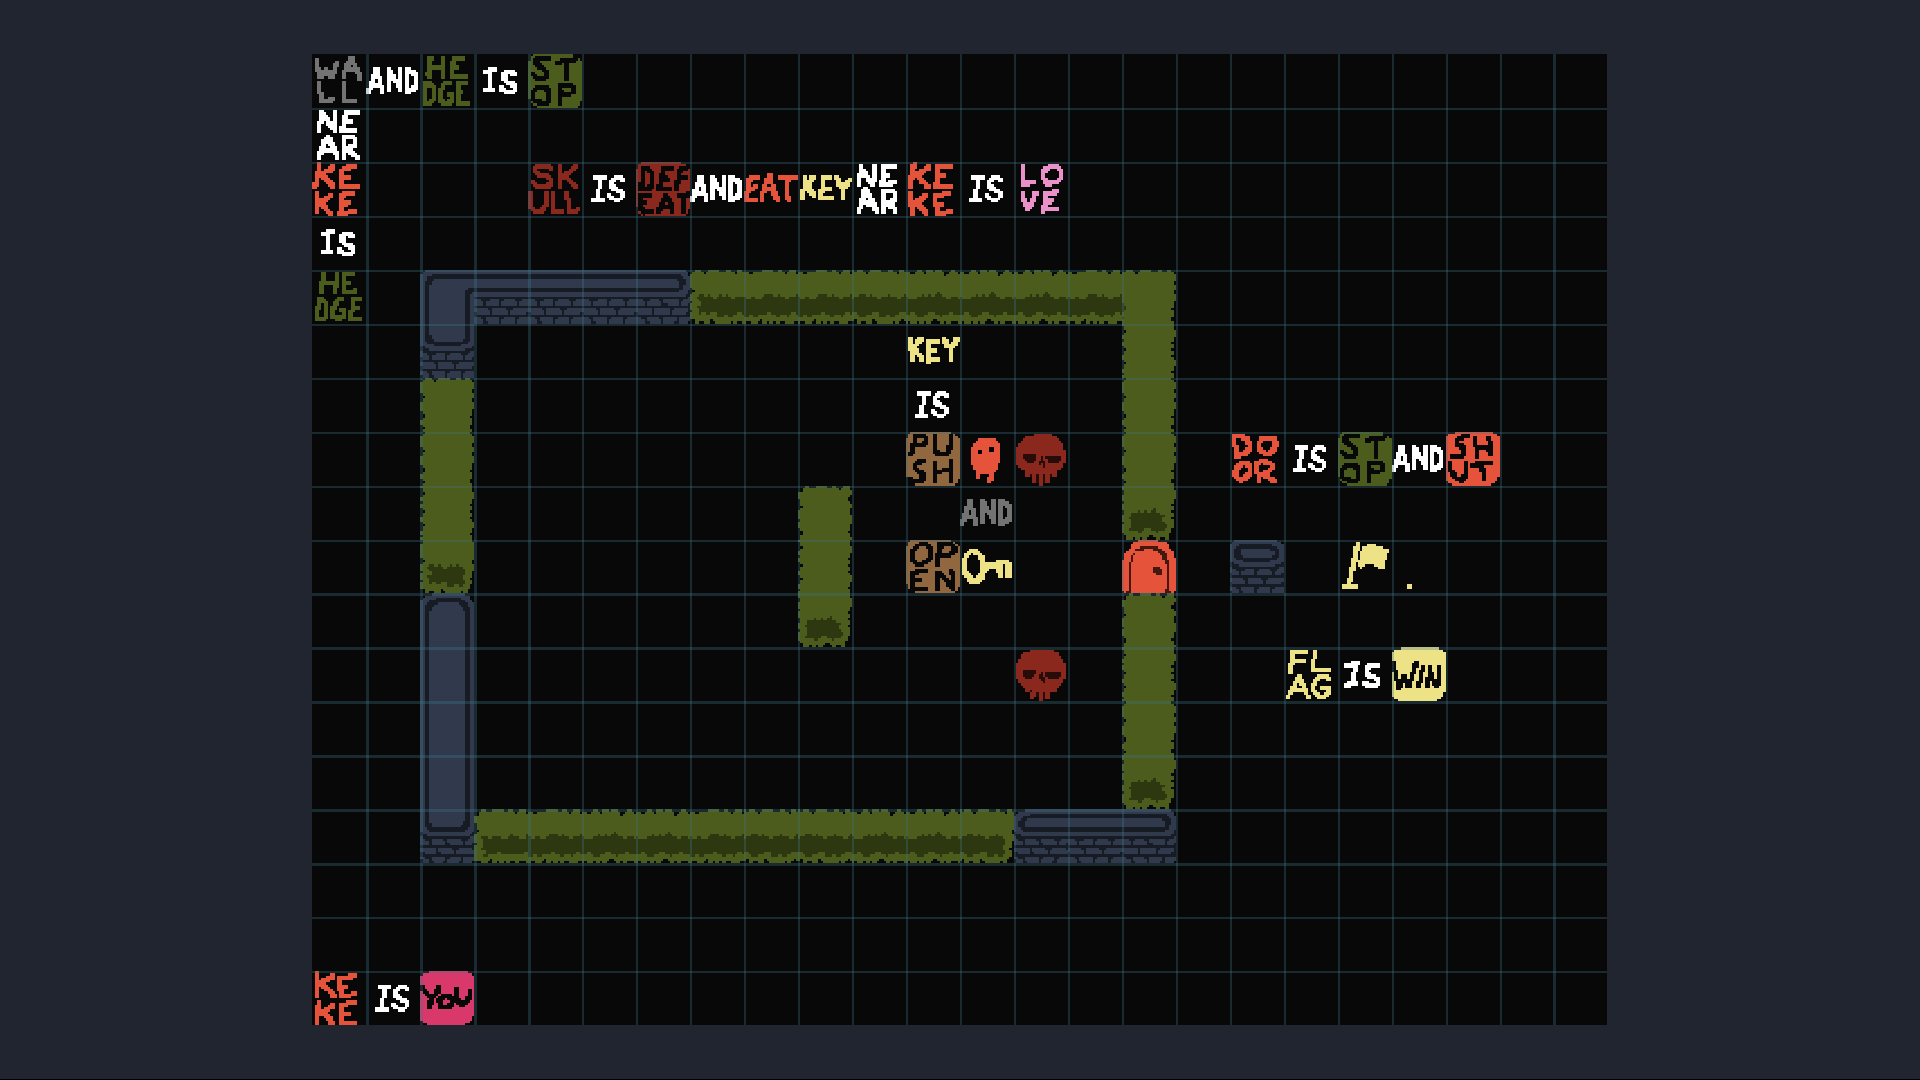 WALL AND HEDGE IS STOP
NEAR
KEKE
SKULL IS DEFEAT AND EAT KEY NEAR KEKE IS LOVE
IS
HEDGE
KEY
IS
PUSH
DOOR IS STOP AND SHUT
AND
OPEN
FLAG IS WIN
KEKE IS YOU